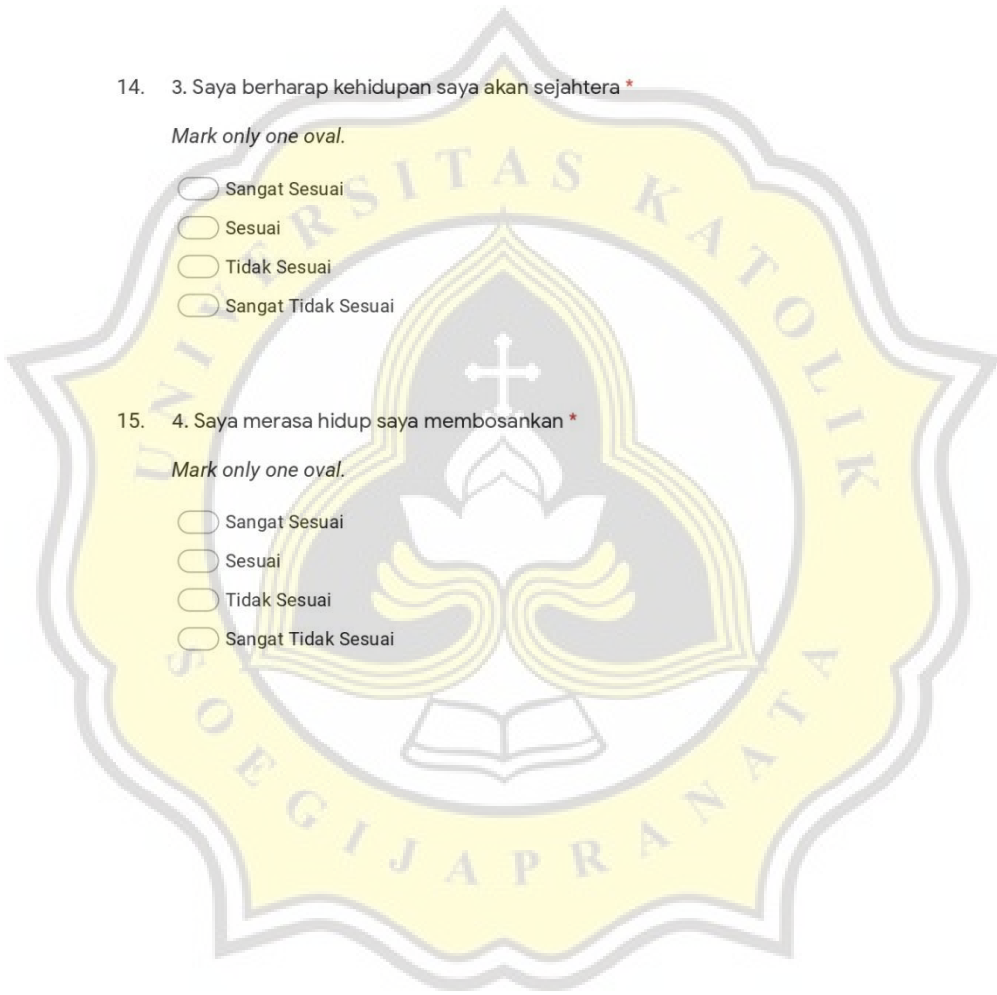 14. 3. Saya berharap kehidupan saya akan sejahtera *
Mark only one oval.
Sangat Sesuai
Sesuai
Tidak Sesuai
Sangat Tidak Sesuai
15. 4. Saya merasa hidup saya membosankan *
Mark only one oval.
Sangat Sesuai
Sesuai
Tidak Sesuai
Sangat Tidak Sesuai
UNIVERSITAS KATOLIK
SOEGIJAPRANATA